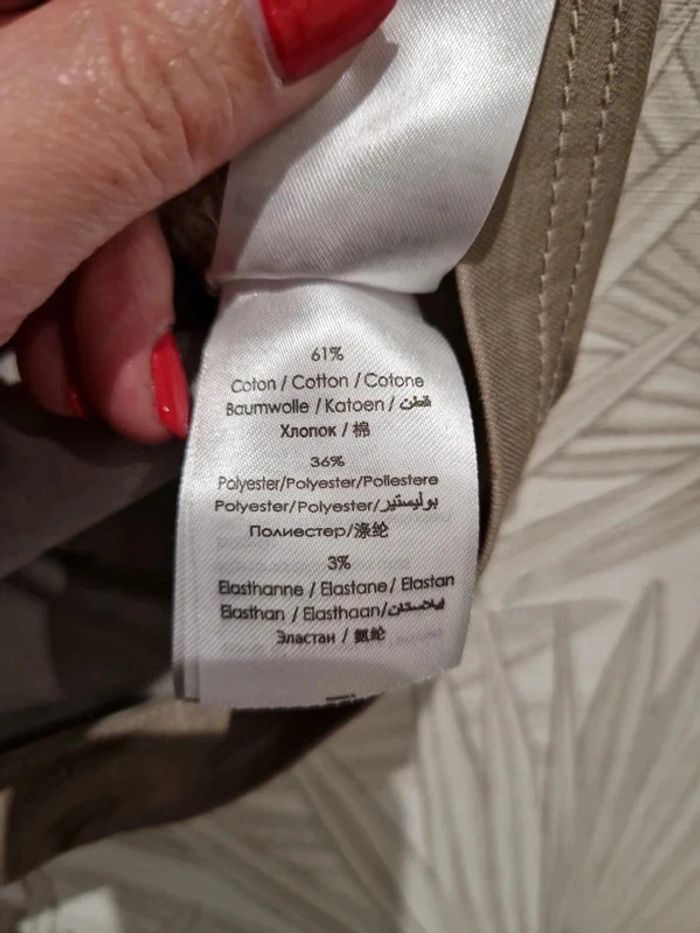 61%
Coton / Cotton / Cotone
Baumwolle / Katoen / قطن
Хлопок / 棉
36%
Polyester/Polyester/Poliestere
Polyester/Polyester/بوليستير
Полиестер/涤纶
3%
Elasthanne / Elastane / Elastan
Elasthan / Elasthaan/إيلاستان
Эластан / 氨纶